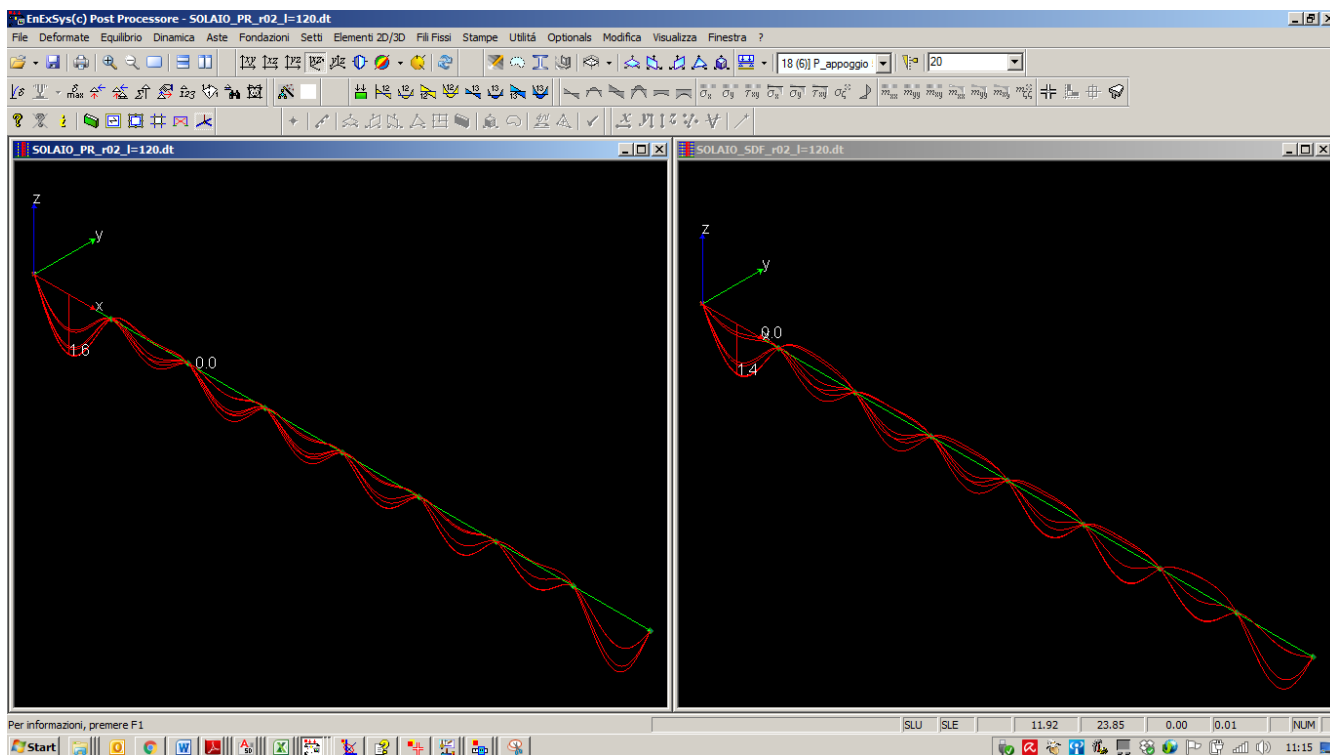 EnExSys(c) Post Processore - SOLAIO_PR_r02_l=120.dt
File Deformate Equilibrio Dinamica Aste Fondazioni Setti Elementi 2D/3D Fili Fissi Stampe Utilitá Optionals Modifica Visualizza Finestra ?
18 (6)] P_appoggio 20
SOLAIO_PR_r02_l=120.dt
z
y
x
1.6
0.0
SOLAIO_SDF_r02_l=120.dt
z
y
0.0
1.4
Per informazioni, premere F1 SLU SLE 11.92 23.85 0.00 0.01 NUM
Start 11:15